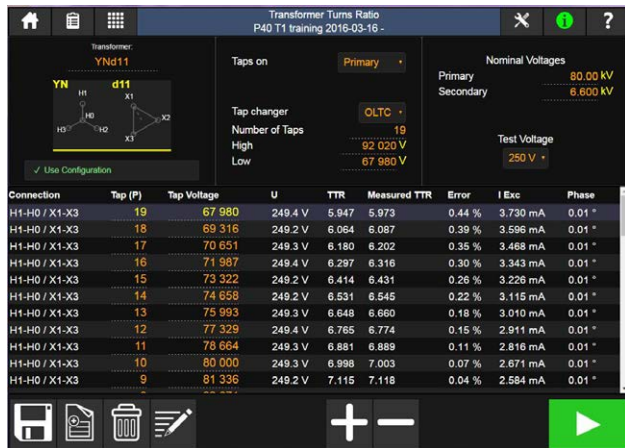 Transformer Turns Ratio
P40 T1 training 2016-03-16 -
i
?
Transformer:
YNd11
YN d11
H1
H0
H3
H2
X1
X2
X3
✓ Use Configuration
Taps on Primary
Tap changer OLTC
Number of Taps 19
High 92 020 V
Low 67 980 V
Nominal Voltages
Primary 80.00 kV
Secondary 6.600 kV
Test Voltage
250 V
Connection Tap (P) Tap Voltage U TTR Measured TTR Error I Exc Phase
H1-H0 / X1-X3 19 67 980 249.4 V 5.947 5.973 0.44 % 3.730 mA 0.01 °
H1-H0 / X1-X3 18 69 316 249.2 V 6.064 6.087 0.39 % 3.596 mA 0.01 °
H1-H0 / X1-X3 17 70 651 249.3 V 6.180 6.202 0.35 % 3.468 mA 0.01 °
H1-H0 / X1-X3 16 71 987 249.4 V 6.297 6.316 0.30 % 3.343 mA 0.01 °
H1-H0 / X1-X3 15 73 322 249.2 V 6.414 6.431 0.26 % 3.226 mA 0.01 °
H1-H0 / X1-X3 14 74 658 249.2 V 6.531 6.545 0.22 % 3.115 mA 0.01 °
H1-H0 / X1-X3 13 75 993 249.3 V 6.648 6.660 0.18 % 3.010 mA 0.01 °
H1-H0 / X1-X3 12 77 329 249.4 V 6.765 6.774 0.15 % 2.911 mA 0.01 °
H1-H0 / X1-X3 11 78 664 249.3 V 6.881 6.889 0.11 % 2.816 mA 0.01 °
H1-H0 / X1-X3 10 80 000 249.3 V 6.998 7.003 0.07 % 2.671 mA 0.01 °
H1-H0 / X1-X3 9 81 336 249.2 V 7.115 7.118 0.04 % 2.584 mA 0.01 °